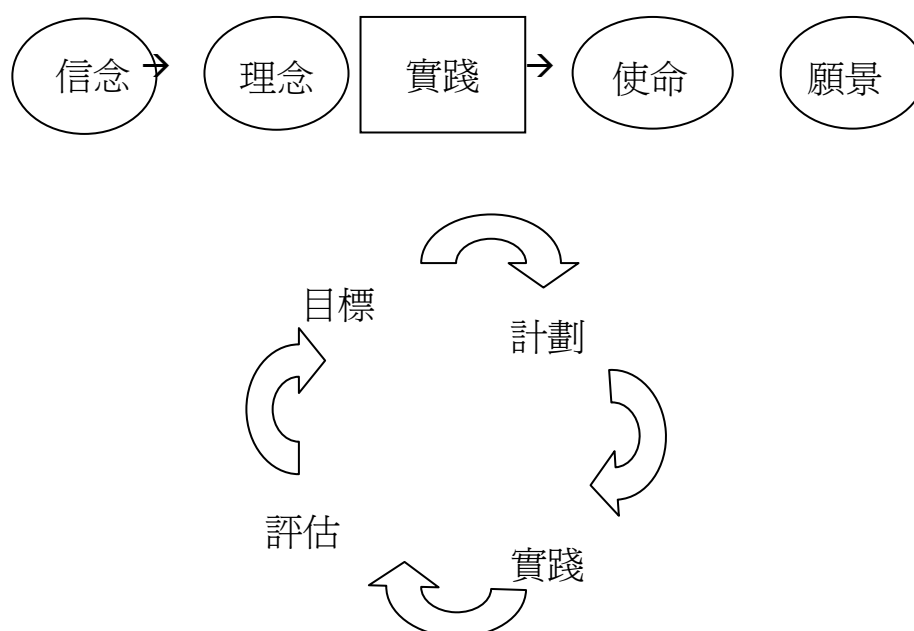 信念 → 理念 實踐 → 使命 願景
目標
計劃
評估
實踐